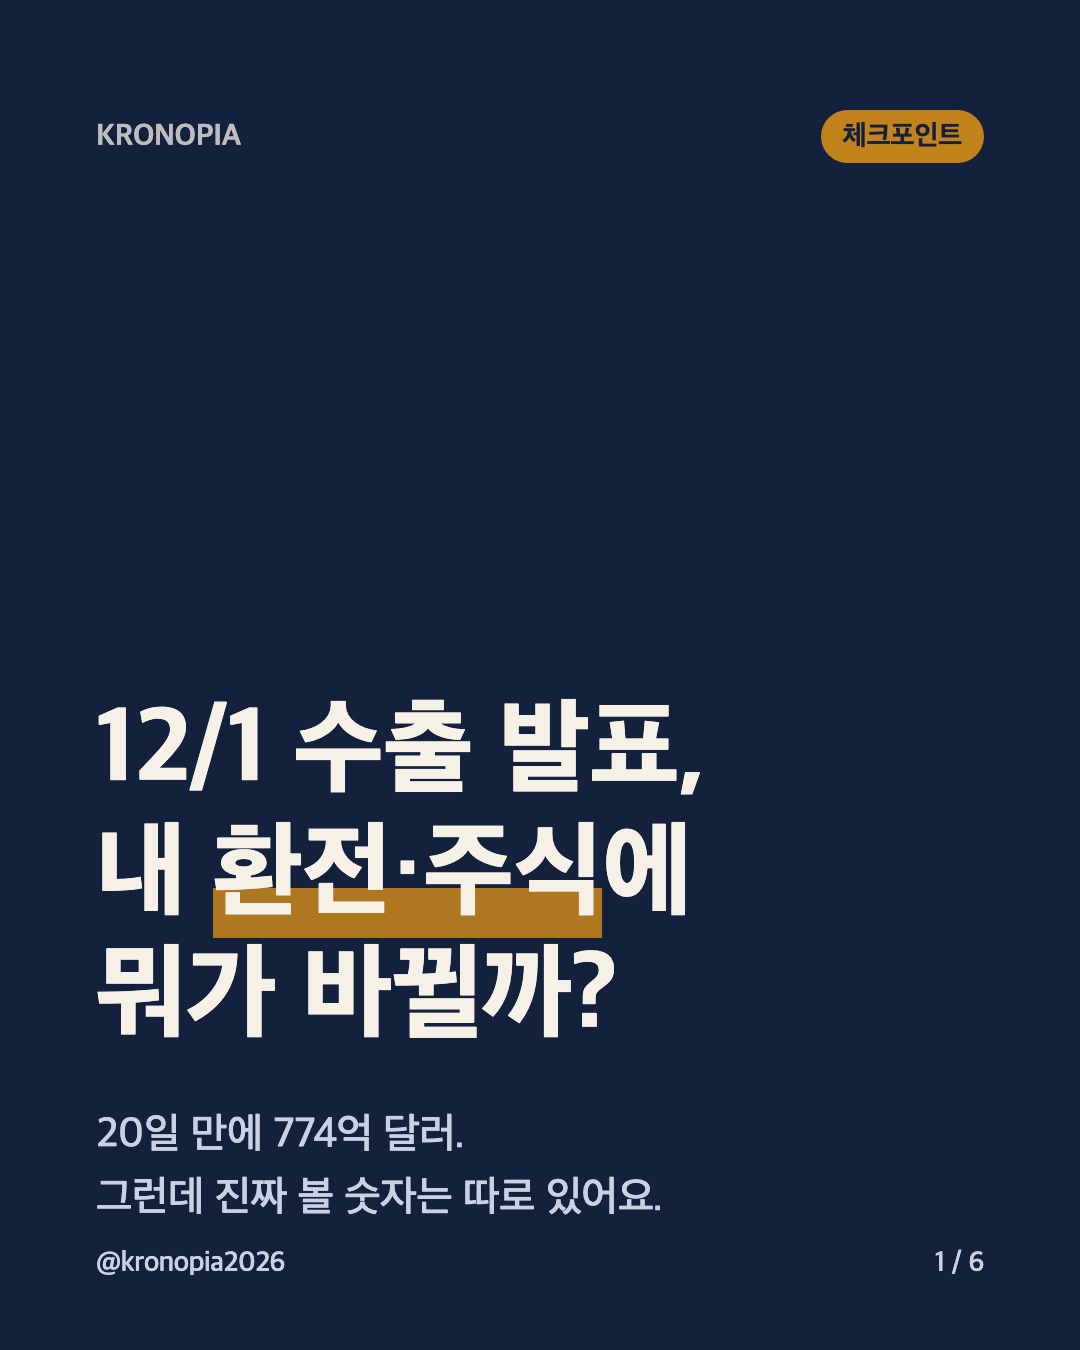 KRONOPIA
체크포인트
12/1 수출 발표,
내 환전·주식에
뭐가 바뀔까?
20일 만에 774억 달러.
그런데 진짜 볼 숫자는 따로 있어요.
@kronopia2026
1 / 6